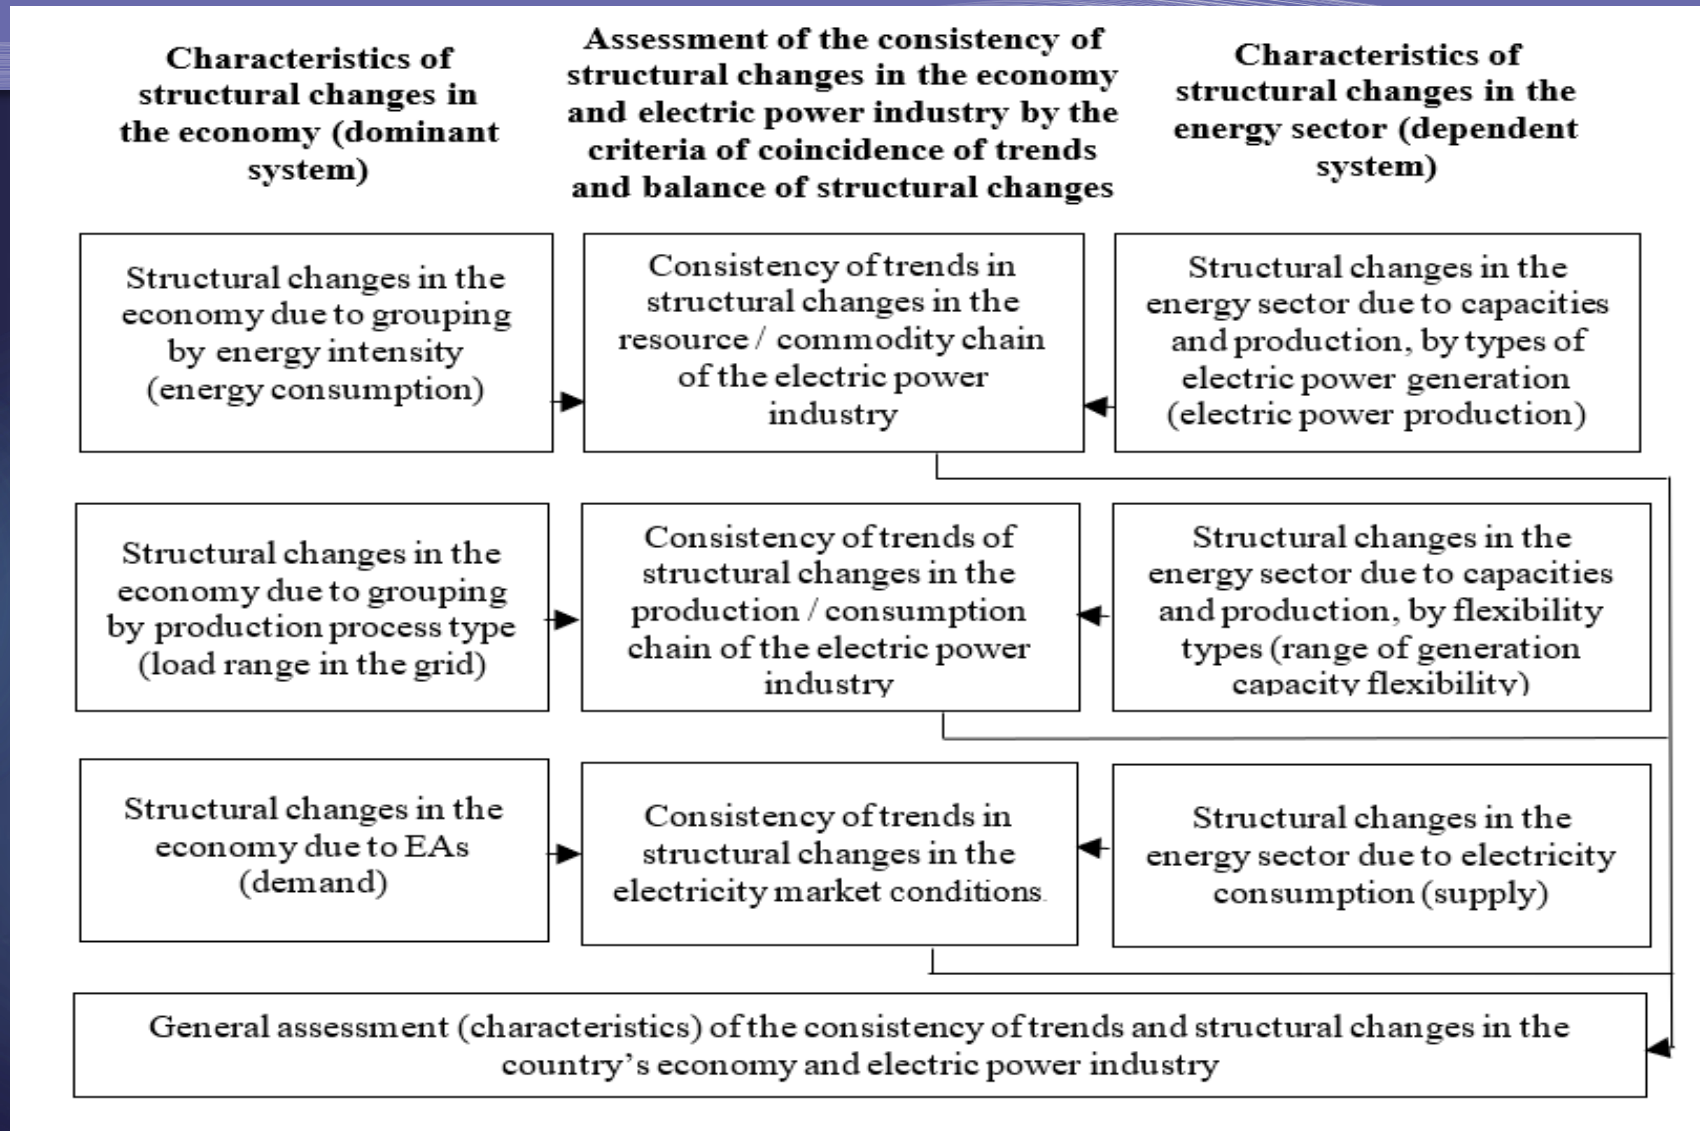 Characteristics of
structural changes in
the economy (dominant
system)
Assessment of the consistency of
structural changes in the economy
and electric power industry by the
criteria of coincidence of trends
and balance of structural changes
Characteristics of
structural changes in the
energy sector (dependent
system)
Structural changes in the
economy due to grouping
by energy intensity
(energy consumption)
Consistency of trends in
structural changes in the
resource / commodity chain
of the electric power
industry
Structural changes in the
energy sector due to capacities
and production, by types of
electric power generation
(electric power production)
Structural changes in the
economy due to grouping
by production process type
(load range in the grid)
Consistency of trends of
structural changes in the
production / consumption
chain of the electric power
industry
Structural changes in the
energy sector due to capacities
and production, by flexibility
types (range of generation
capacity flexibility)
Structural changes in the
economy due to EAs
(demand)
Consistency of trends in
structural changes in the
electricity market conditions.
Structural changes in the
energy sector due to electricity
consumption (supply)
General assessment (characteristics) of the consistency of trends and structural changes in the
country’s economy and electric power industry